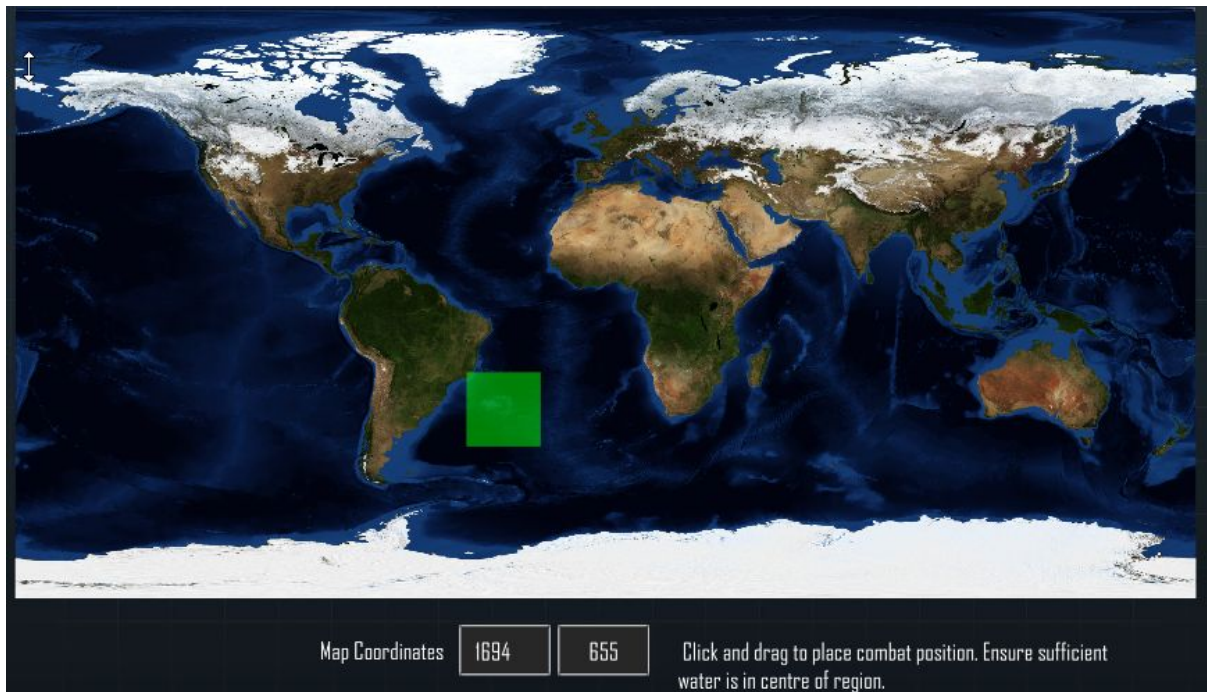 Map Coordinates 1694 655 Click and drag to place combat position. Ensure sufficient
water is in centre of region.